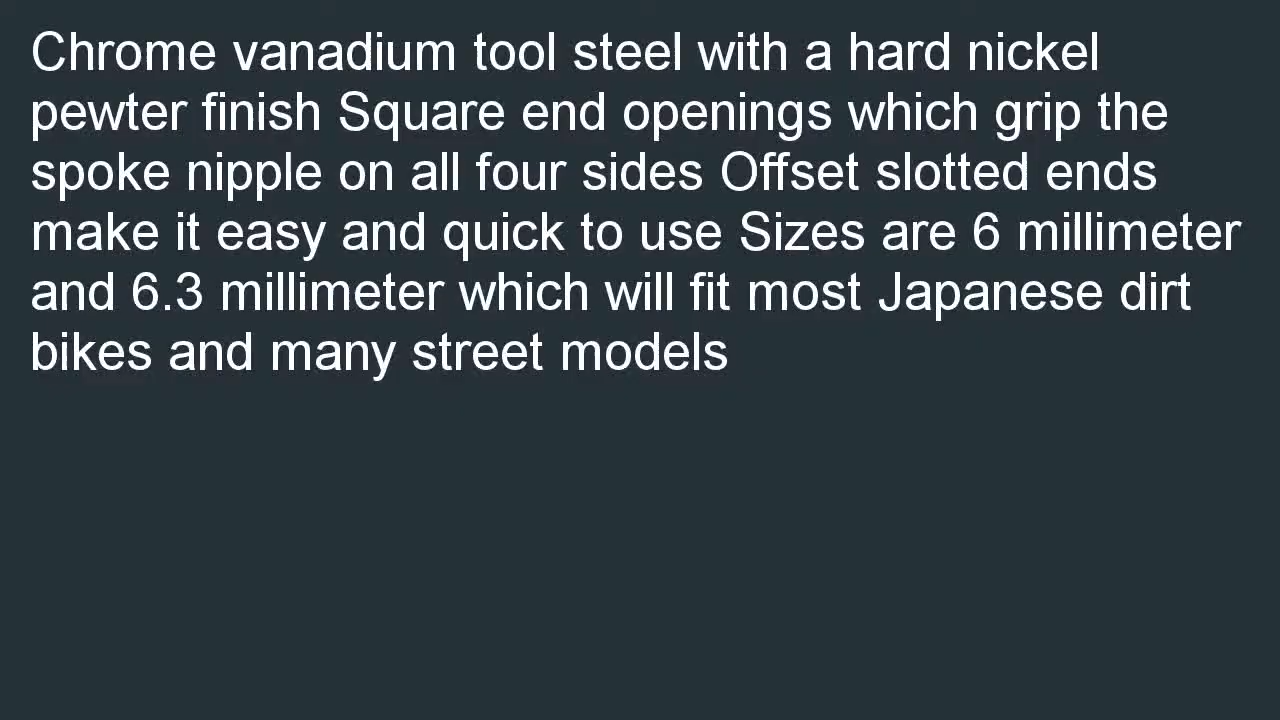 Chrome vanadium tool steel with a hard nickel
pewter finish Square end openings which grip the
spoke nipple on all four sides Offset slotted ends
make it easy and quick to use Sizes are 6 millimeter
and 6.3 millimeter which will fit most Japanese dirt
bikes and many street models